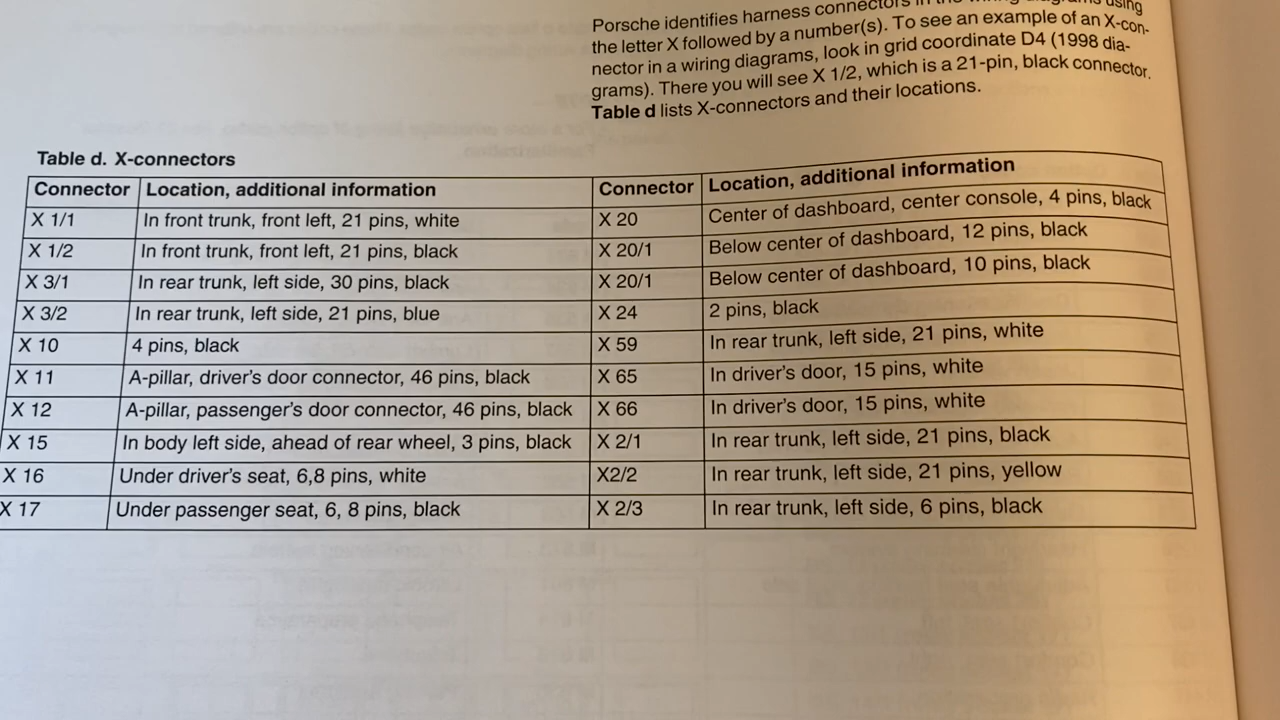 Porsche identifies harness connectors in the wiring diagrams using
the letter X followed by a number(s). To see an example of an X-con-
nector in a wiring diagrams, look in grid coordinate D4 (1998 dia-
grams). There you will see X 1/2, which is a 21-pin, black connector.
Table d lists X-connectors and their locations.
Table d. X-connectors
Connector Location, additional information Connector Location, additional information
X 1/1 In front trunk, front left, 21 pins, white X 20 Center of dashboard, center console, 4 pins, black
X 1/2 In front trunk, front left, 21 pins, black X 20/1 Below center of dashboard, 12 pins, black
X 3/1 In rear trunk, left side, 30 pins, black X 20/1 Below center of dashboard, 10 pins, black
X 3/2 In rear trunk, left side, 21 pins, blue X 24 2 pins, black
X 10 4 pins, black X 59 In rear trunk, left side, 21 pins, white
X 11 A-pillar, driver's door connector, 46 pins, black X 65 In driver's door, 15 pins, white
X 12 A-pillar, passenger's door connector, 46 pins, black X 66 In driver's door, 15 pins, white
X 15 In body left side, ahead of rear wheel, 3 pins, black X 2/1 In rear trunk, left side, 21 pins, black
X 16 Under driver's seat, 6,8 pins, white X2/2 In rear trunk, left side, 21 pins, yellow
X 17 Under passenger seat, 6, 8 pins, black X 2/3 In rear trunk, left side, 6 pins, black